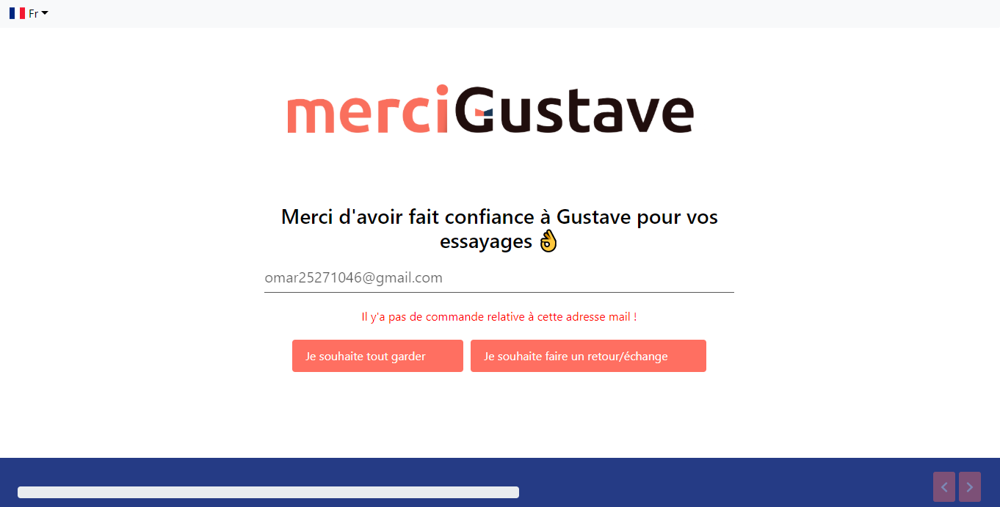 Fr
merciGustave
Merci d'avoir fait confiance à Gustave pour vos
essayages 👌
omar25271046@gmail.com
Il y'a pas de commande relative à cette adresse mail !
Je souhaite tout garder
Je souhaite faire un retour/échange